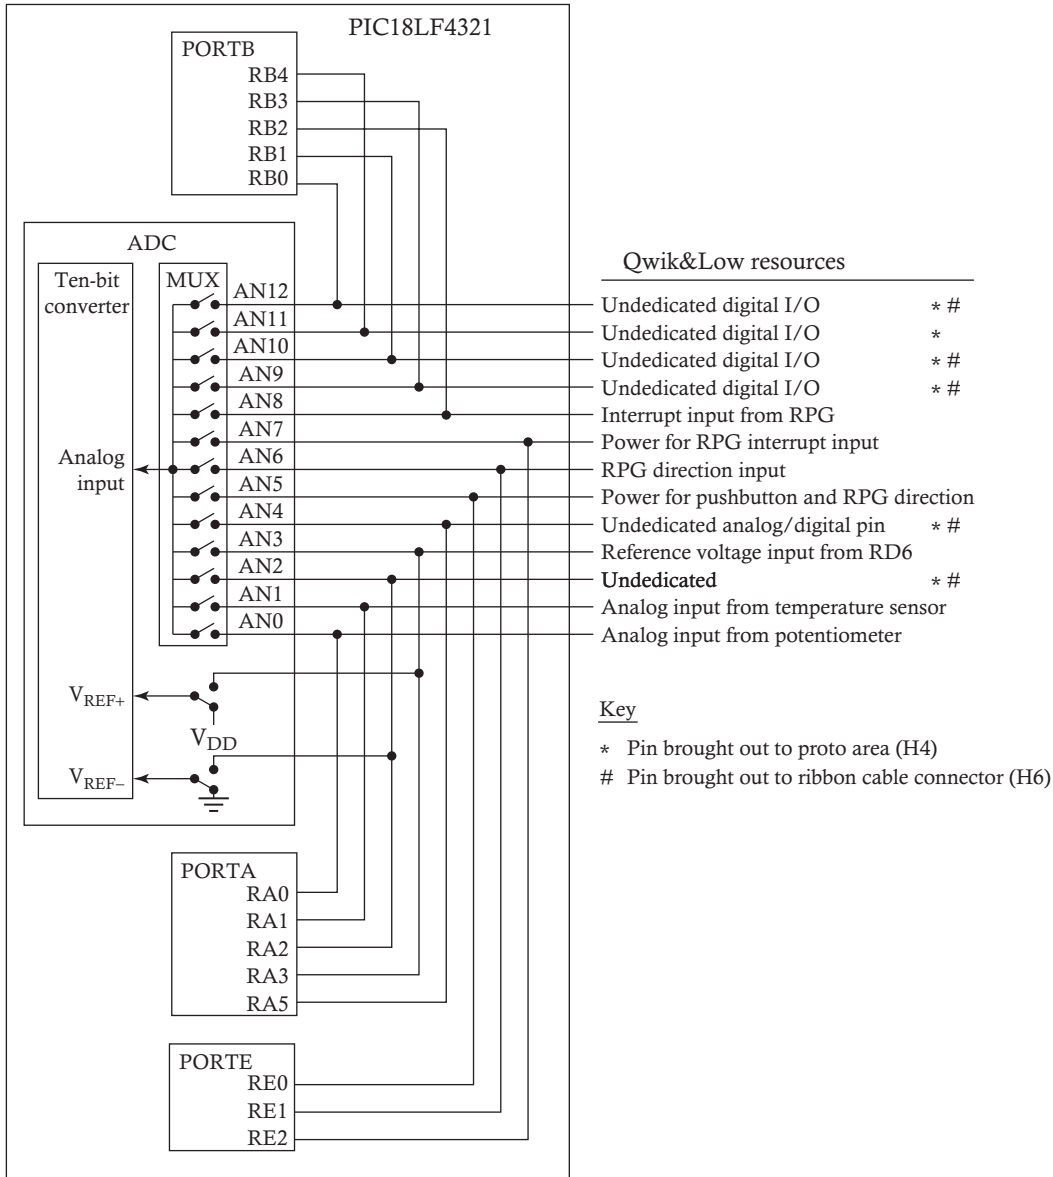 PIC18LF4321
PORTB
RB4
RB3
RB2
RB1
RB0
ADC
Ten-bit
converter
MUX
Analog
input
AN12
AN11
AN10
AN9
AN8
AN7
AN6
AN5
AN4
AN3
AN2
AN1
AN0
VREF+
VDD
VREF–
Qwik&Low resources
Undedicated digital I/O * #
Undedicated digital I/O *
Undedicated digital I/O * #
Undedicated digital I/O * #
Interrupt input from RPG
Power for RPG interrupt input
RPG direction input
Power for pushbutton and RPG direction
Undedicated analog/digital pin * #
Reference voltage input from RD6
Undedicated * #
Analog input from temperature sensor
Analog input from potentiometer
Key
* Pin brought out to proto area (H4)
# Pin brought out to ribbon cable connector (H6)
PORTA
RA0
RA1
RA2
RA3
RA5
PORTE
RE0
RE1
RE2